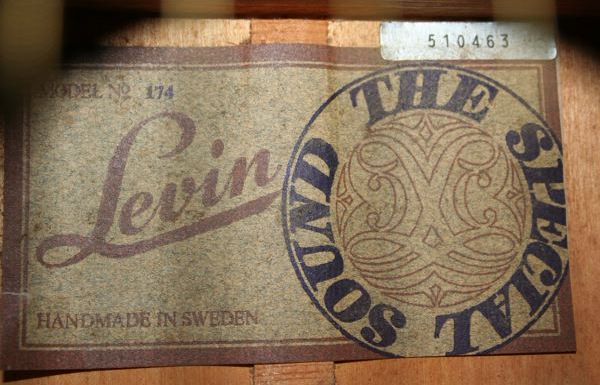 510463
MODEL No 174
Levin
THE SPECIAL SOUND
HANDMADE IN SWEDEN